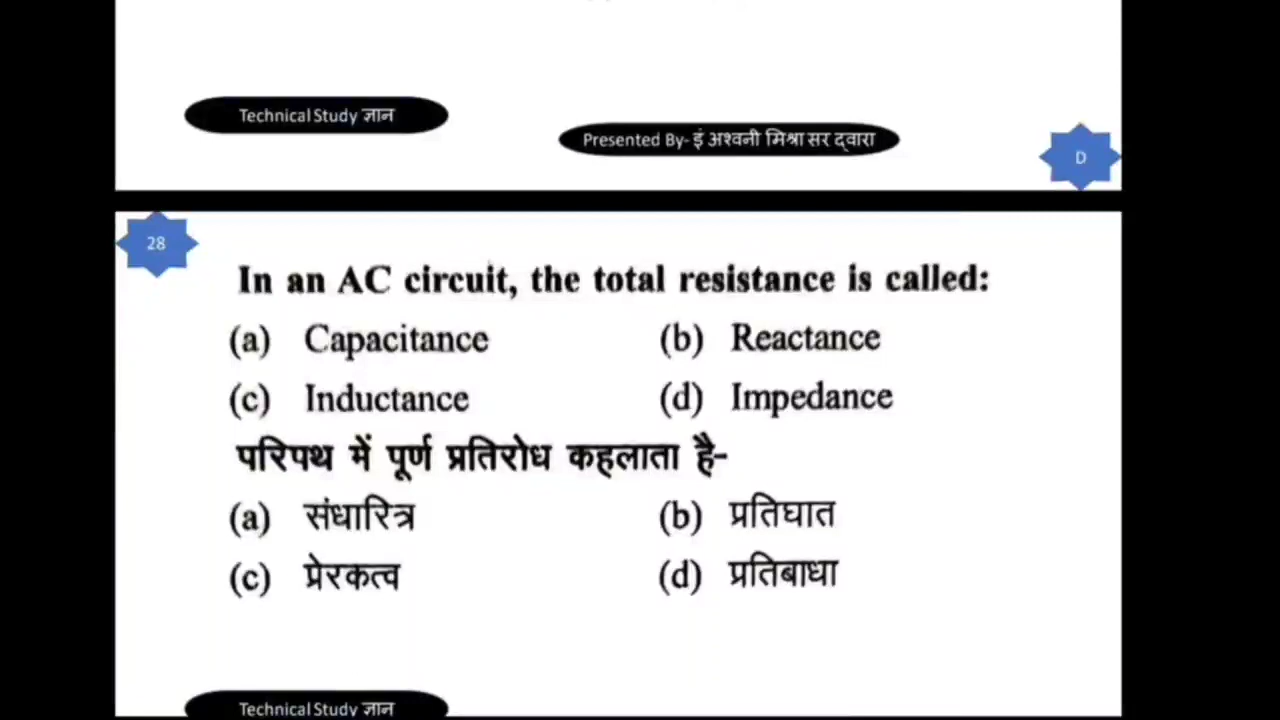 Technical Study ज्ञान
Presented By- इं अश्वनी मिश्रा सर द्वारा
D
28
In an AC circuit, the total resistance is called:
(a) Capacitance (b) Reactance
(c) Inductance (d) Impedance
परिपथ में पूर्ण प्रतिरोध कहलाता है-
(a) संधारित्र (b) प्रतिघात
(c) प्रेरकत्व (d) प्रतिबाधा
Technical Study ज्ञान